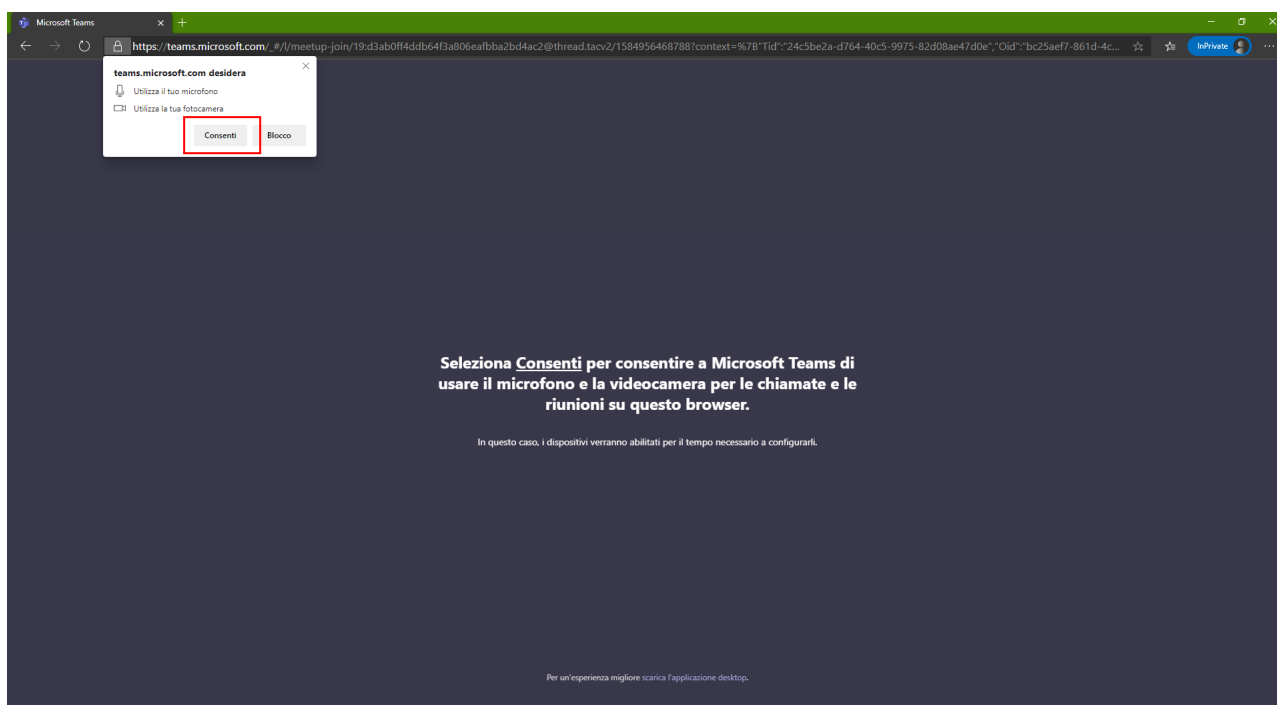 Microsoft Teams
https://teams.microsoft.com/_#/l/meetup-join/19:d3ab0ff4ddb64f3a806eafbba2bd4ac2@thread.tacv2/1584956468788?context=%7B"Tid":"24c5be2a-d764-40c5-9975-82d08ae47d0e","Oid":"bc25aef7-861d-4c...
InPrivate
teams.microsoft.com desidera
Utilizza il tuo microfono
Utilizza la tua fotocamera
Consenti Blocco
Seleziona Consenti per consentire a Microsoft Teams di
usare il microfono e la videocamera per le chiamate e le
riunioni su questo browser.
In questo caso, i dispositivi verranno abilitati per il tempo necessario a configurarli.
Per un'esperienza migliore scarica l'applicazione desktop.